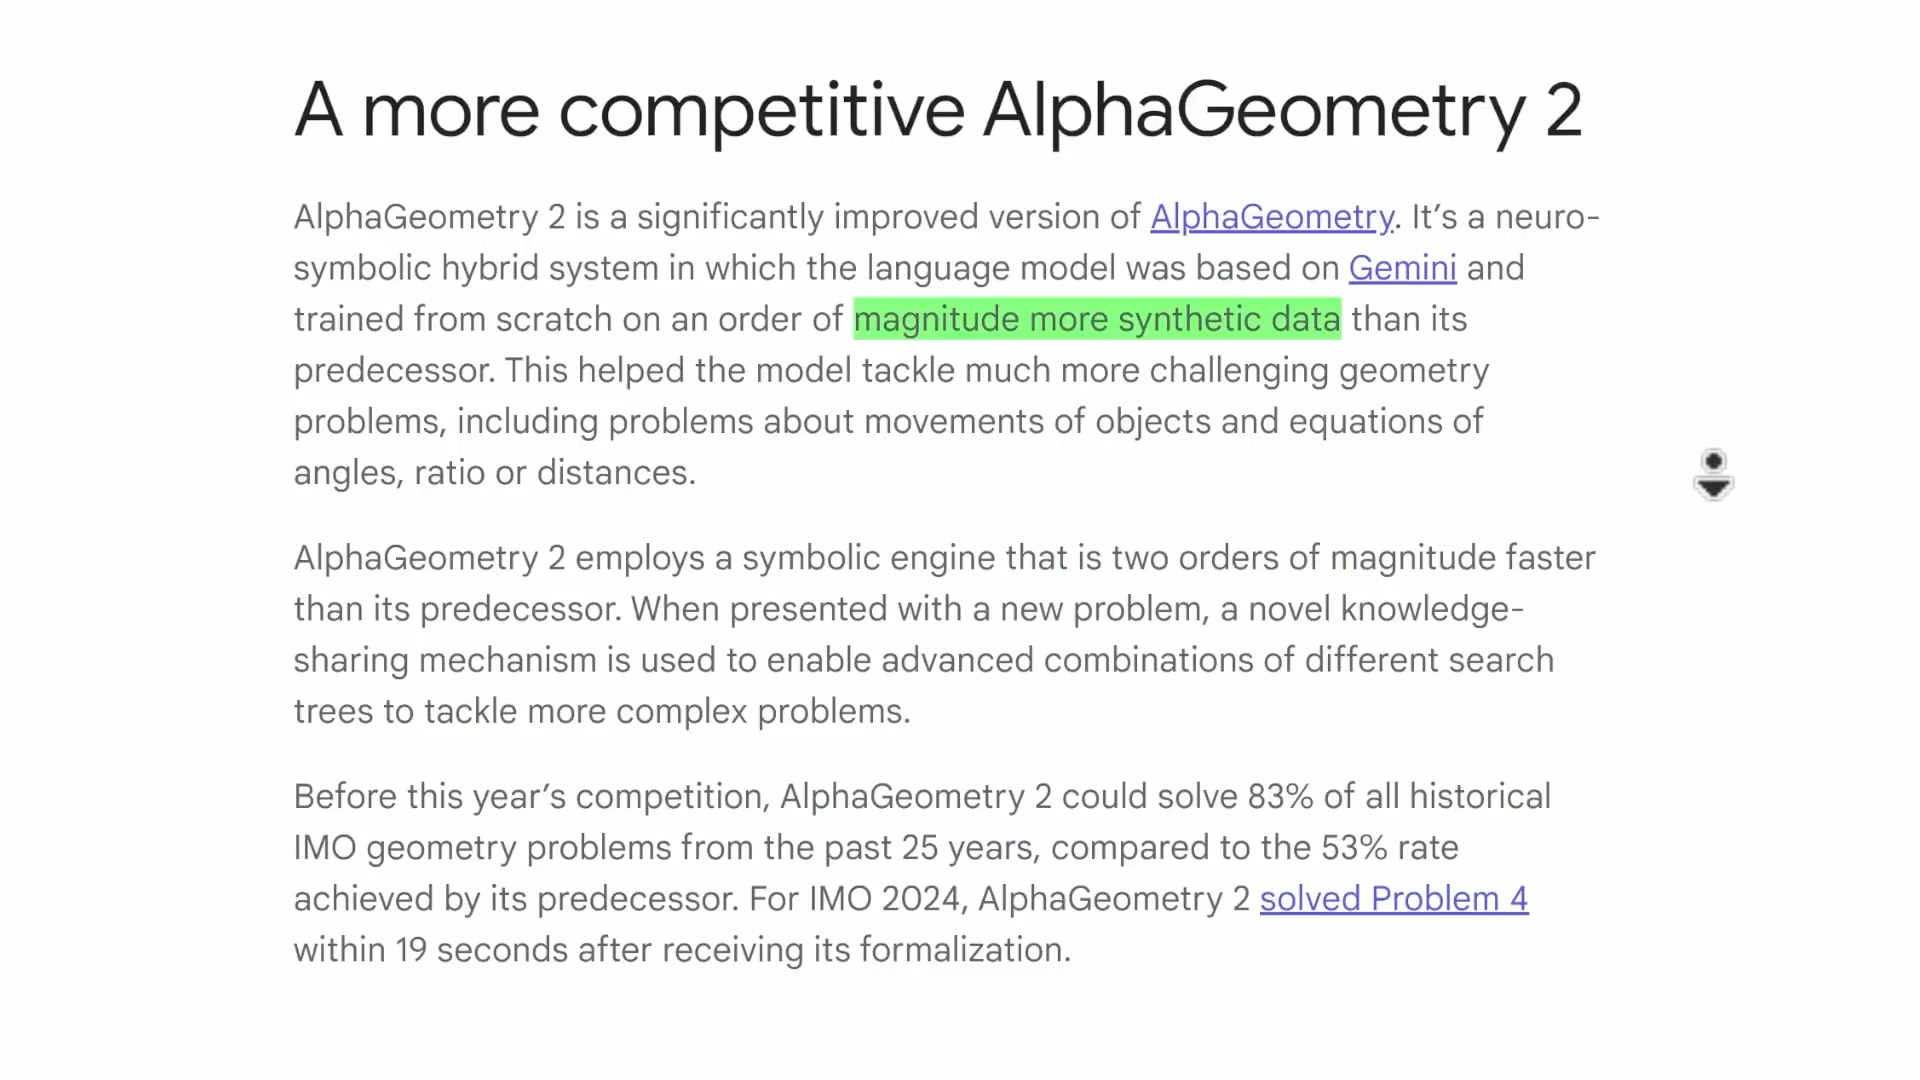 A more competitive AlphaGeometry 2
AlphaGeometry 2 is a significantly improved version of AlphaGeometry. It’s a neuro-
symbolic hybrid system in which the language model was based on Gemini and
trained from scratch on an order of magnitude more synthetic data than its
predecessor. This helped the model tackle much more challenging geometry
problems, including problems about movements of objects and equations of
angles, ratio or distances.
AlphaGeometry 2 employs a symbolic engine that is two orders of magnitude faster
than its predecessor. When presented with a new problem, a novel knowledge-
sharing mechanism is used to enable advanced combinations of different search
trees to tackle more complex problems.
Before this year’s competition, AlphaGeometry 2 could solve 83% of all historical
IMO geometry problems from the past 25 years, compared to the 53% rate
achieved by its predecessor. For IMO 2024, AlphaGeometry 2 solved Problem 4
within 19 seconds after receiving its formalization.